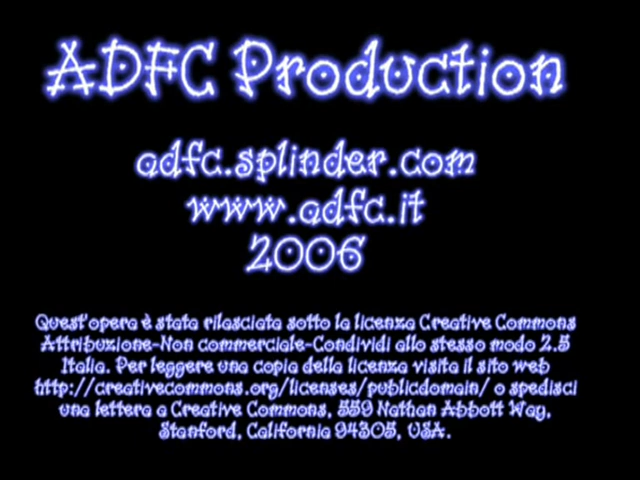 ADFC Production
adfc.splinder.com
www.adfc.it
2006
Quest'opera è stata rilasciata sotto la licenza Creative Commons
Attribuzione-Non commerciale-Condividi allo stesso modo 2.5
Italia. Per leggere una copia della licenza visita il sito web
http://creativecommons.org/licenses/publicdomain/ o spedisci
una lettera a Creative Commons, 559 Nathan Abbott Way,
Stanford, California 94305, USA.